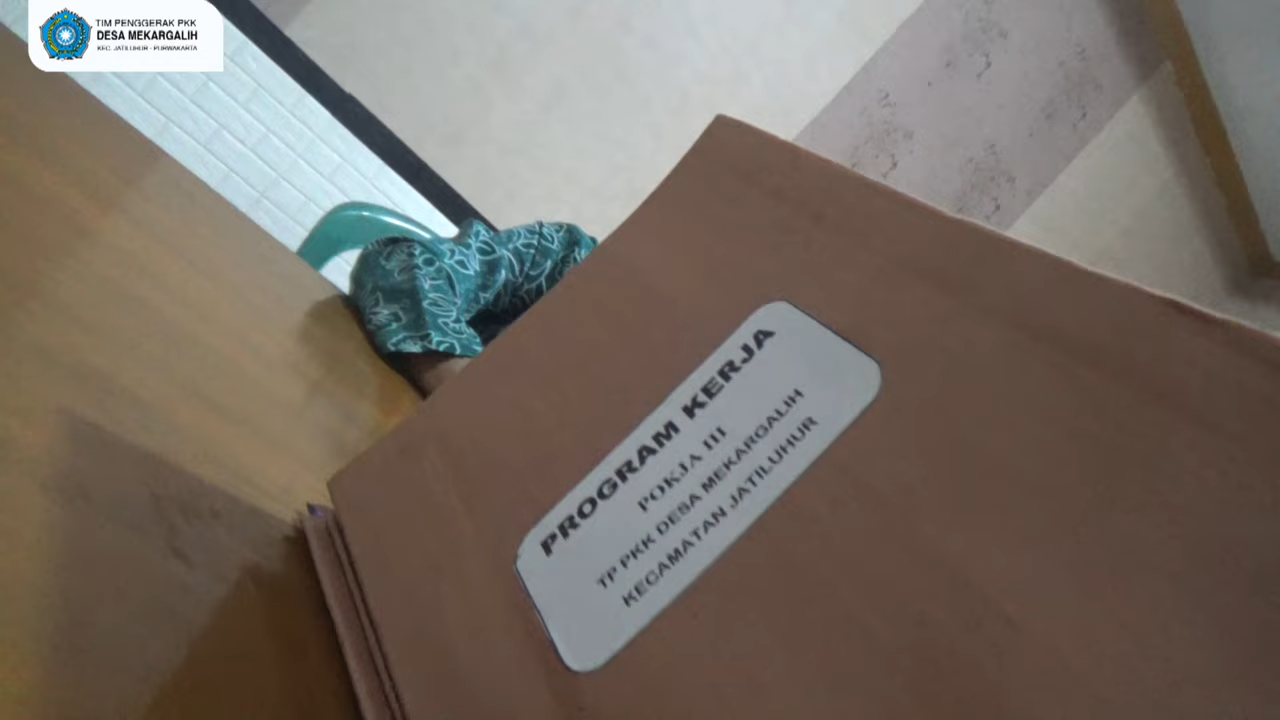 TIM PENGGERAK PKK
DESA MEKARGALIH
KEC. JATILUHUR - PURWAKARTA
PROGRAM KERJA
POKJA III
TP PKK DESA MEKARGALIH
KECAMATAN JATILUHUR